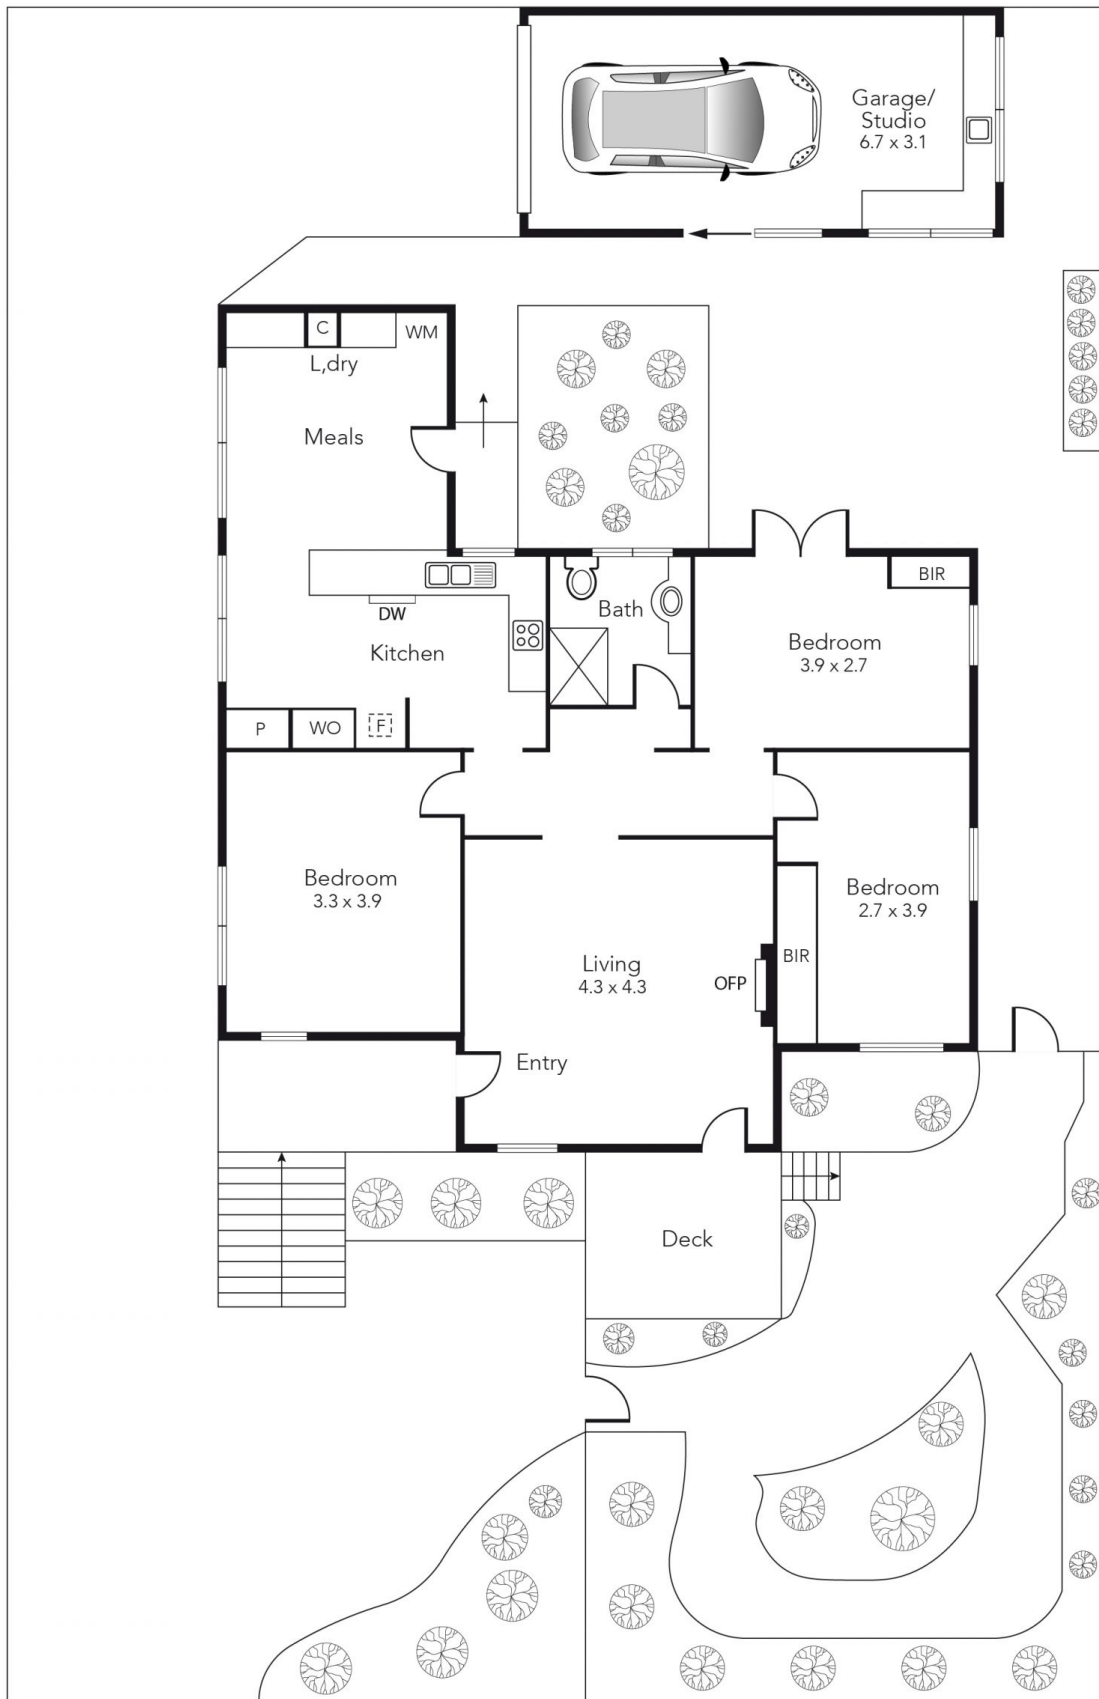 Garage/
Studio
6.7 x 3.1
C
WM
L,dry
Meals
BIR
DW
Bath
Kitchen
Bedroom
3.9 x 2.7
P
WO
F
Bedroom
3.3 x 3.9
Bedroom
2.7 x 3.9
BIR
Living
4.3 x 4.3
OFP
Entry
Deck